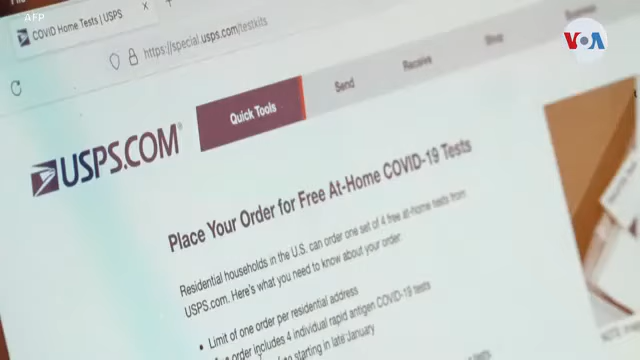 AFP
VOA
COVID Home Tests | USPS
https://special.usps.com/testkits
Quick Tools
Send
Receive
Shop
USPS.COM®
Place Your Order for Free At-Home COVID-19 Tests
Residential households in the U.S. can order one set of 4 free at-home tests from
USPS.com. Here's what you need to know about your order:
• Limit of one order per residential address
order includes 4 individual rapid antigen COVID-19 tests
starting in late January
NOTE: